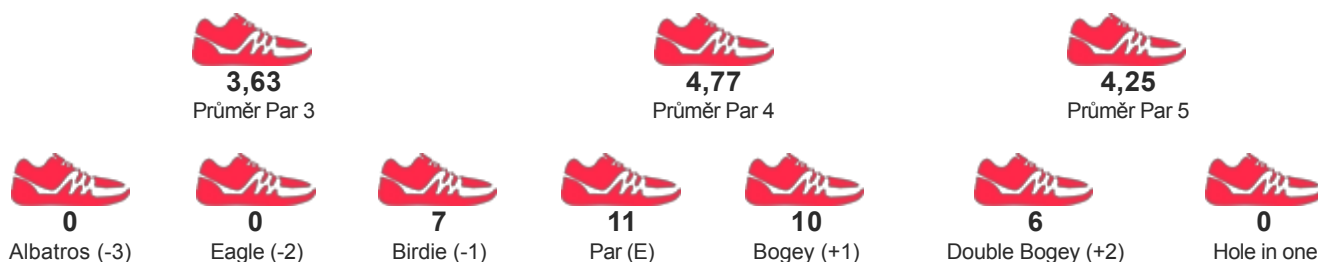 3,63 4,77 4,25
Průměr Par 3 Průměr Par 4 Průměr Par 5
0 0 7 11 10 6 0
Albatros (-3) Eagle (-2) Birdie (-1) Par (E) Bogey (+1) Double Bogey (+2) Hole in one